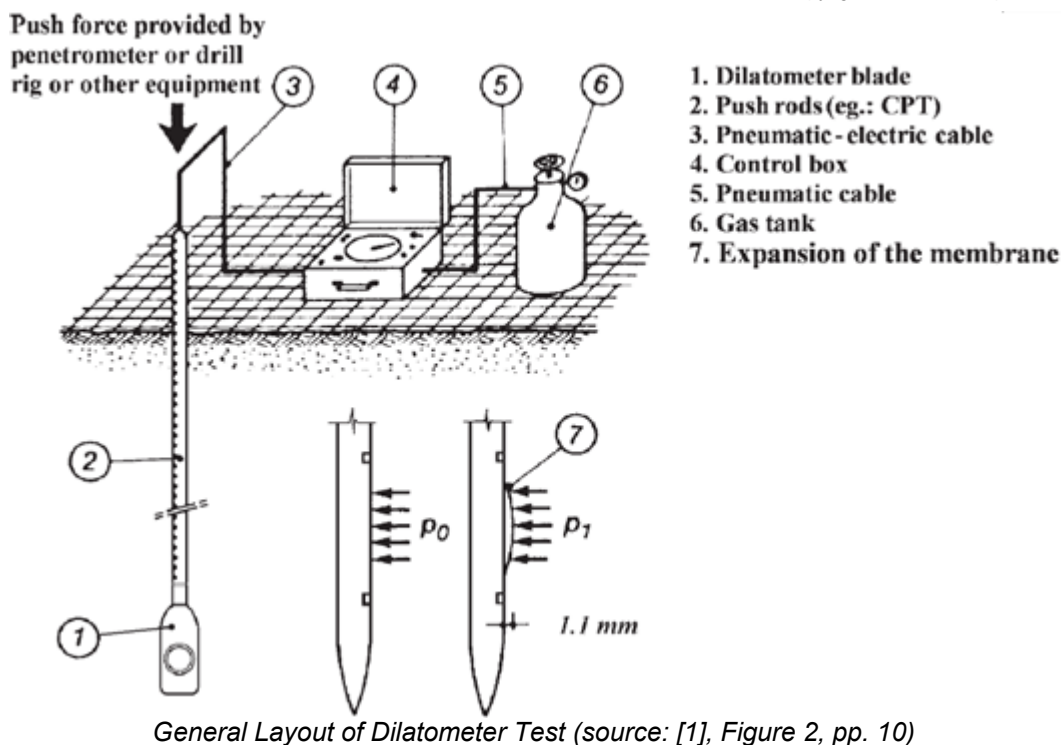 Push force provided by
penetrometer or drill
rig or other equipment
3
4
5
6
1. Dilatometer blade
2. Push rods (eg.: CPT)
3. Pneumatic - electric cable
4. Control box
5. Pneumatic cable
6. Gas tank
7. Expansion of the membrane
2
7
p0
p1
1
1.1 mm
General Layout of Dilatometer Test (source: [1], Figure 2, pp. 10)